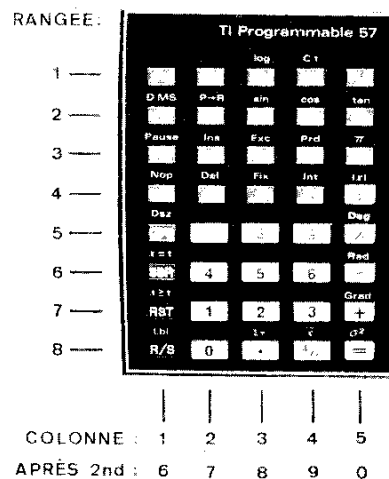 RANGEE:
TI Programmable 57
log C t
1 —
D.MS P→R sin cos tan
2 —
Pause Ins Exc Prd π
3 —
Nop Del Fix Int |x|
4 —
Dsz Deg
5 —
x = t Rad
6 — 4 5 6 −
x ≥ t Grad
7 — RST 1 2 3 +
Lbl Σ+ x̄ σ²
8 — R/S 0 . +/− =
COLONNE : 1 2 3 4 5
APRÈS 2nd : 6 7 8 9 0